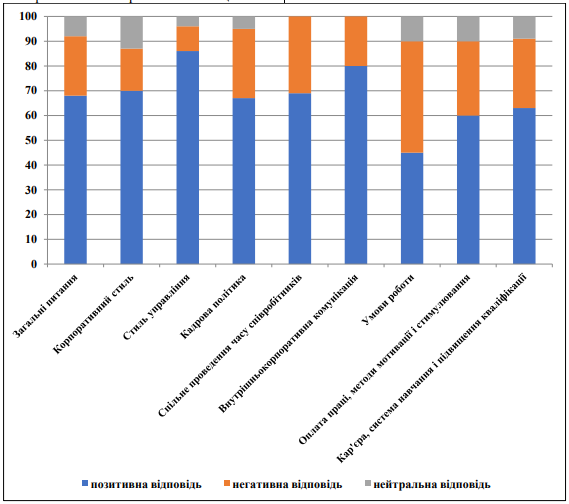 100
90
80
70
60
50
40
30
20
10
0
Загальні питання
Корпоративний стиль
Стиль управління
Кадрова політика
Спільне проведення часу співробітників
Внутрішньокорпоративна комунікація
Умови роботи
Оплата праці, методи мотивації і стимулювання
Кар'єра, система навчання і підвищення кваліфікації
позитивна відповідь негативна відповідь нейтральна відповідь